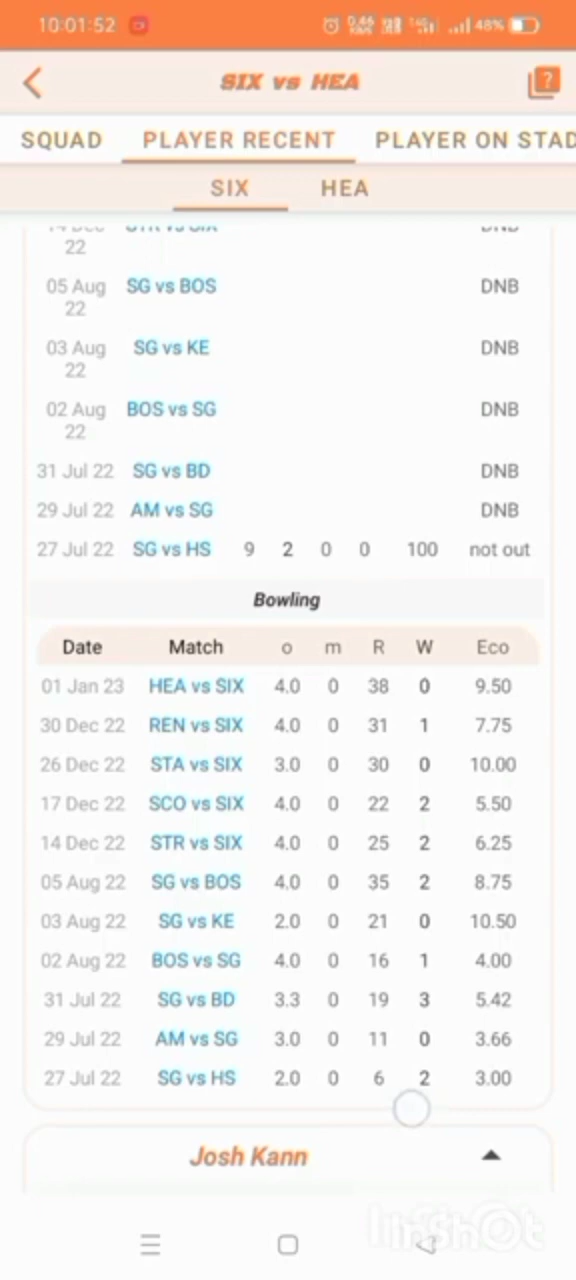 10:01:52 48%
SIX vs HEA
SQUAD PLAYER RECENT PLAYER ON STAD
SIX HEA
22
05 Aug 22 SG vs BOS DNB
03 Aug 22 SG vs KE DNB
02 Aug 22 BOS vs SG DNB
31 Jul 22 SG vs BD DNB
29 Jul 22 AM vs SG DNB
27 Jul 22 SG vs HS 9 2 0 0 100 not out
Bowling
Date Match o m R W Eco
01 Jan 23 HEA vs SIX 4.0 0 38 0 9.50
30 Dec 22 REN vs SIX 4.0 0 31 1 7.75
26 Dec 22 STA vs SIX 3.0 0 30 0 10.00
17 Dec 22 SCO vs SIX 4.0 0 22 2 5.50
14 Dec 22 STR vs SIX 4.0 0 25 2 6.25
05 Aug 22 SG vs BOS 4.0 0 35 2 8.75
03 Aug 22 SG vs KE 2.0 0 21 0 10.50
02 Aug 22 BOS vs SG 4.0 0 16 1 4.00
31 Jul 22 SG vs BD 3.3 0 19 3 5.42
29 Jul 22 AM vs SG 3.0 0 11 0 3.66
27 Jul 22 SG vs HS 2.0 0 6 2 3.00
Josh Kann
InShOt